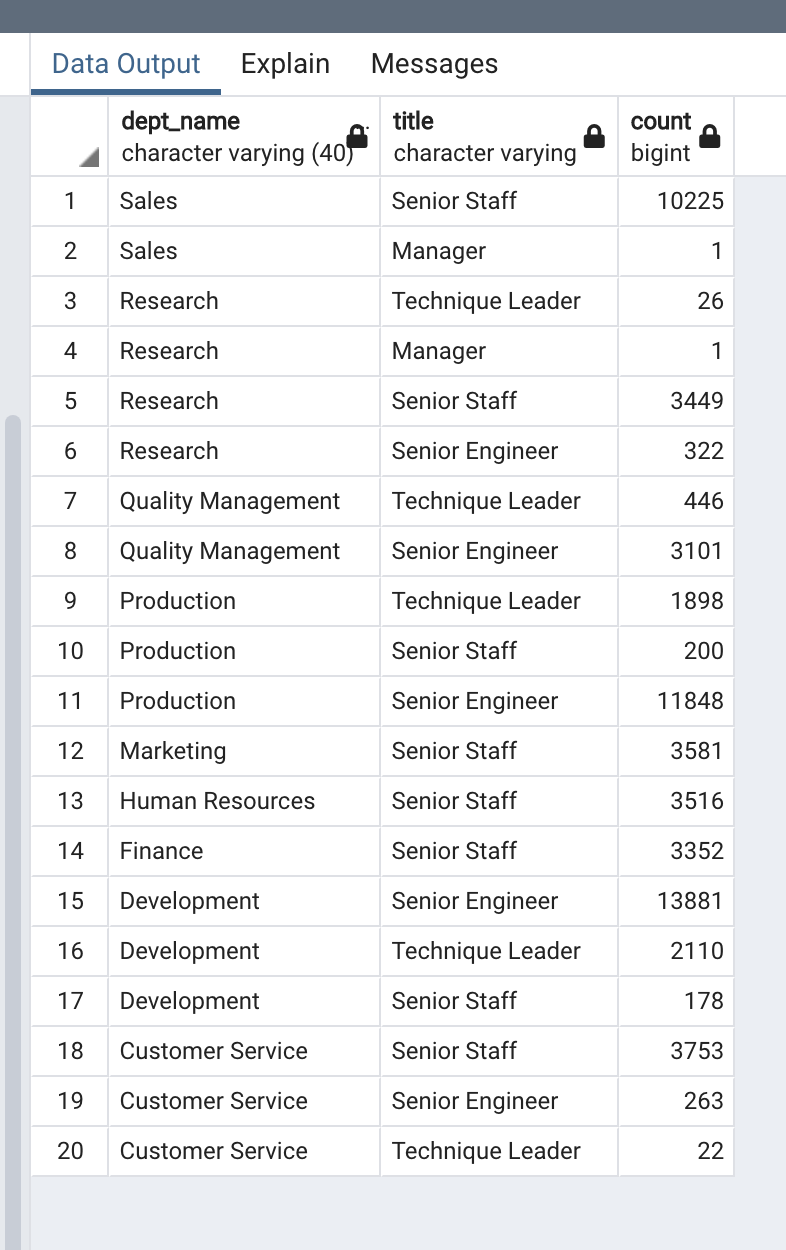 Data Output Explain Messages
dept_name title count
character varying (40) character varying bigint
1 Sales Senior Staff 10225
2 Sales Manager 1
3 Research Technique Leader 26
4 Research Manager 1
5 Research Senior Staff 3449
6 Research Senior Engineer 322
7 Quality Management Technique Leader 446
8 Quality Management Senior Engineer 3101
9 Production Technique Leader 1898
10 Production Senior Staff 200
11 Production Senior Engineer 11848
12 Marketing Senior Staff 3581
13 Human Resources Senior Staff 3516
14 Finance Senior Staff 3352
15 Development Senior Engineer 13881
16 Development Technique Leader 2110
17 Development Senior Staff 178
18 Customer Service Senior Staff 3753
19 Customer Service Senior Engineer 263
20 Customer Service Technique Leader 22